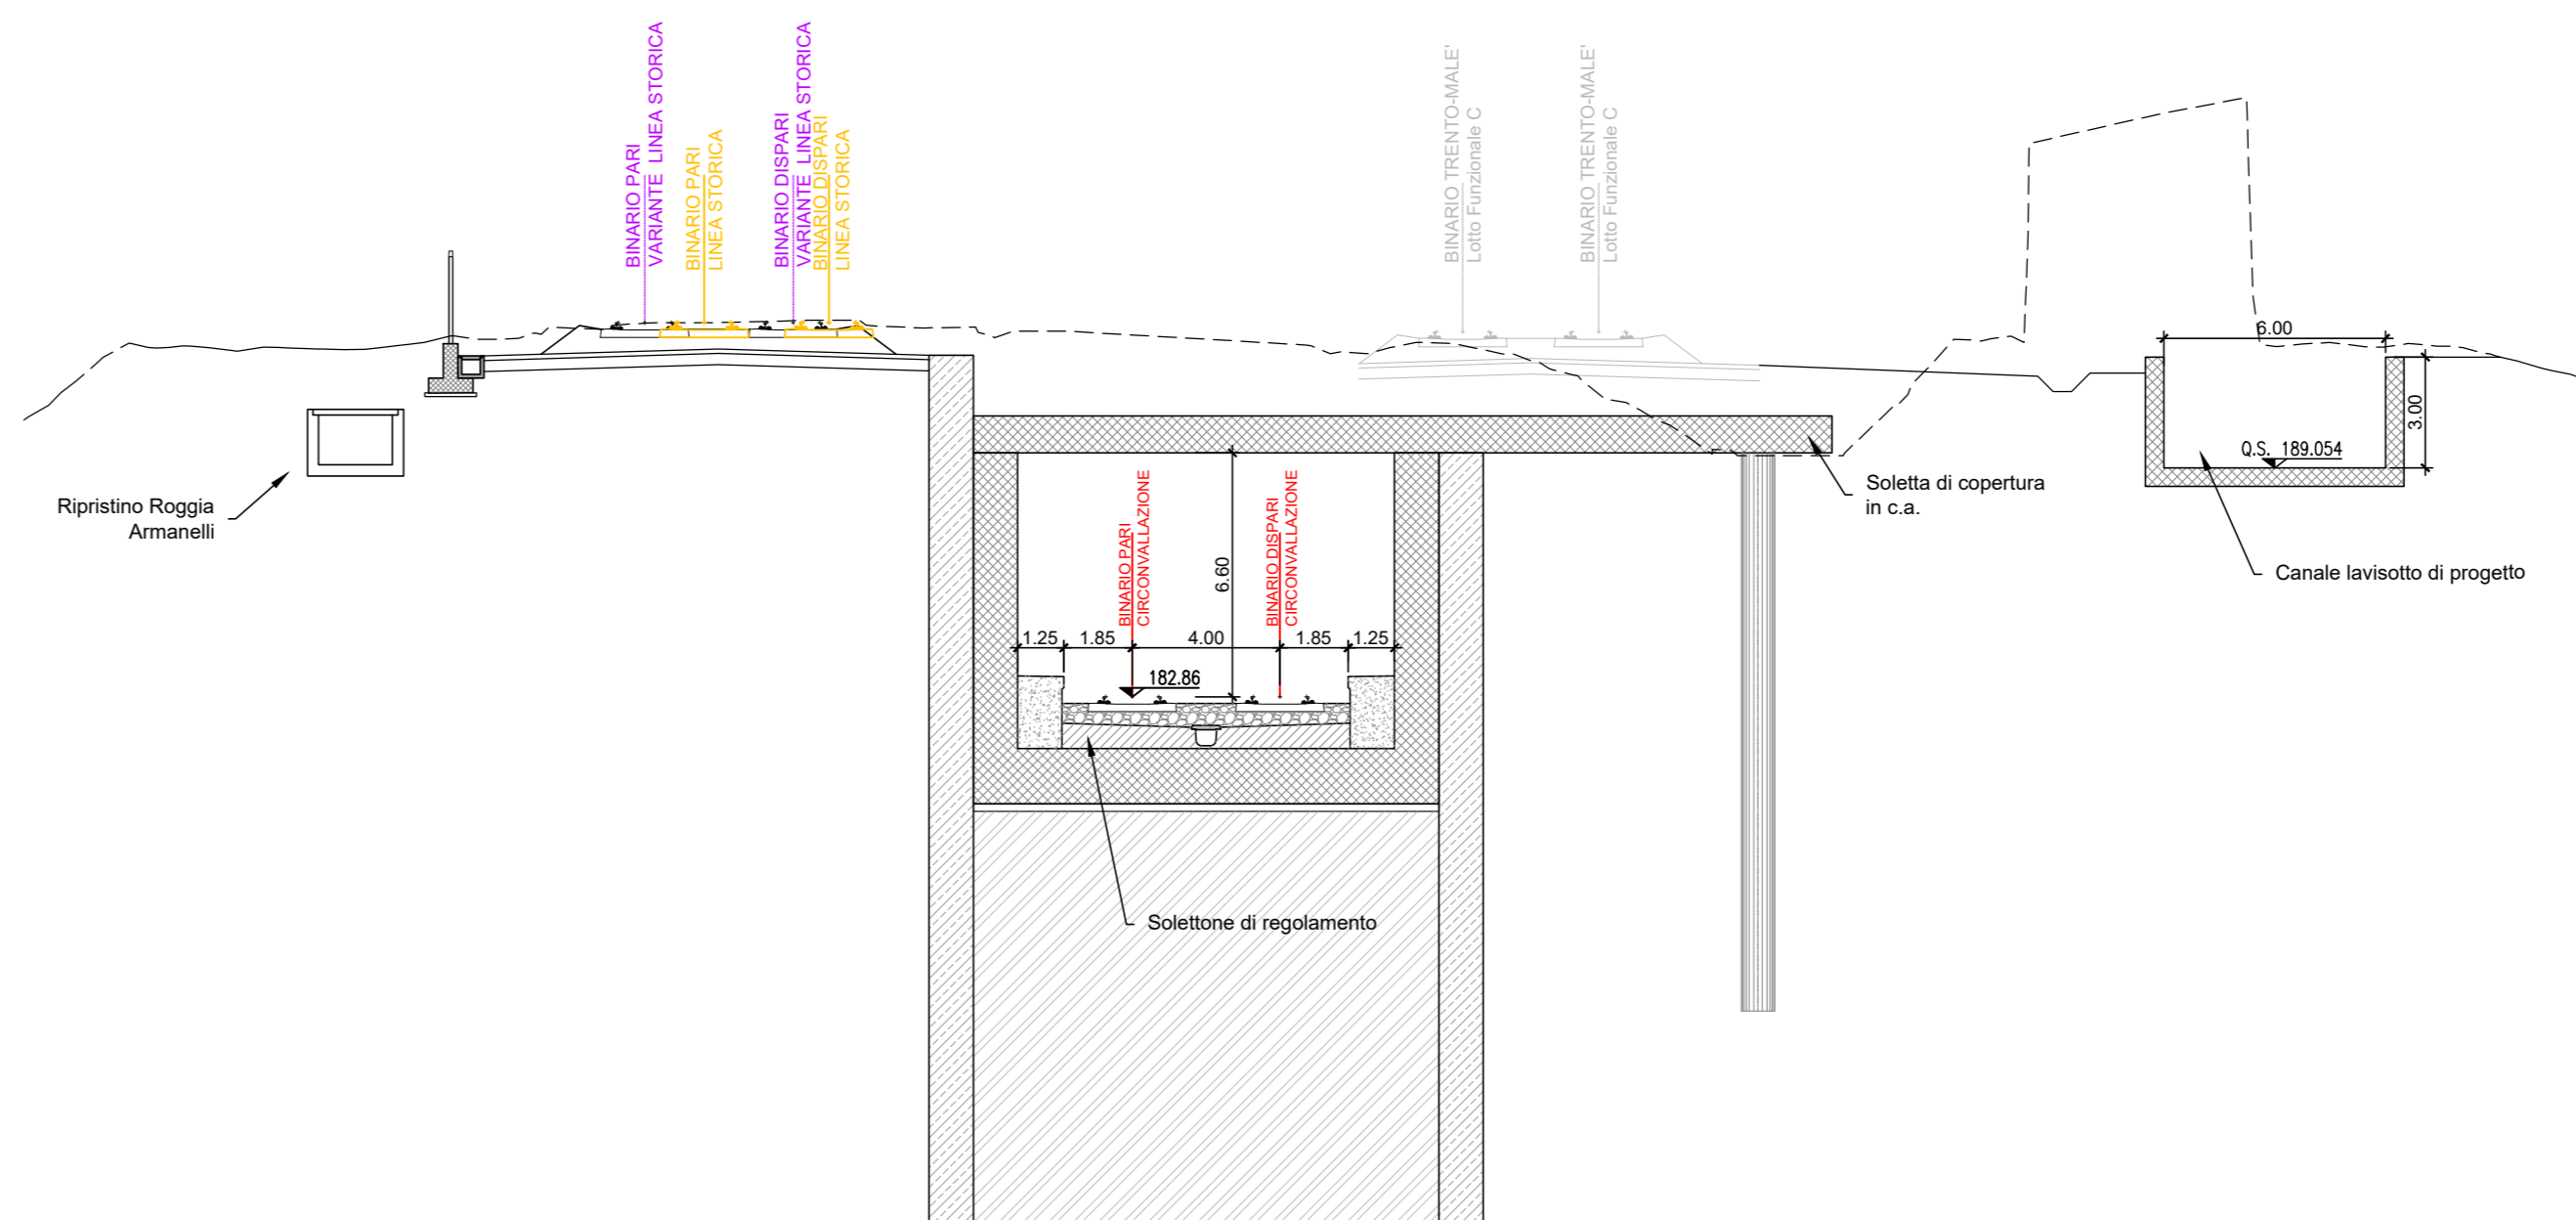 BINARIO PARI
VARIANTE LINEA STORICA
BINARIO PARI
LINEA STORICA
BINARIO DISPARI
VARIANTE LINEA STORICA
BINARIO DISPARI
LINEA STORICA
BINARIO TRENTO-MALE'
Lotto Funzionale C
BINARIO TRENTO-MALE'
Lotto Funzionale C
6.00
3.00
Q.S. 189.054
Ripristino Roggia
Armanelli
Soletta di copertura
in c.a.
Canale lavisotto di progetto
BINARIO PARI
CIRCONVALLAZIONE
6.60
BINARIO DISPARI
CIRCONVALLAZIONE
1.25 1.85 4.00 1.85 1.25
182.86
Solettone di regolamento